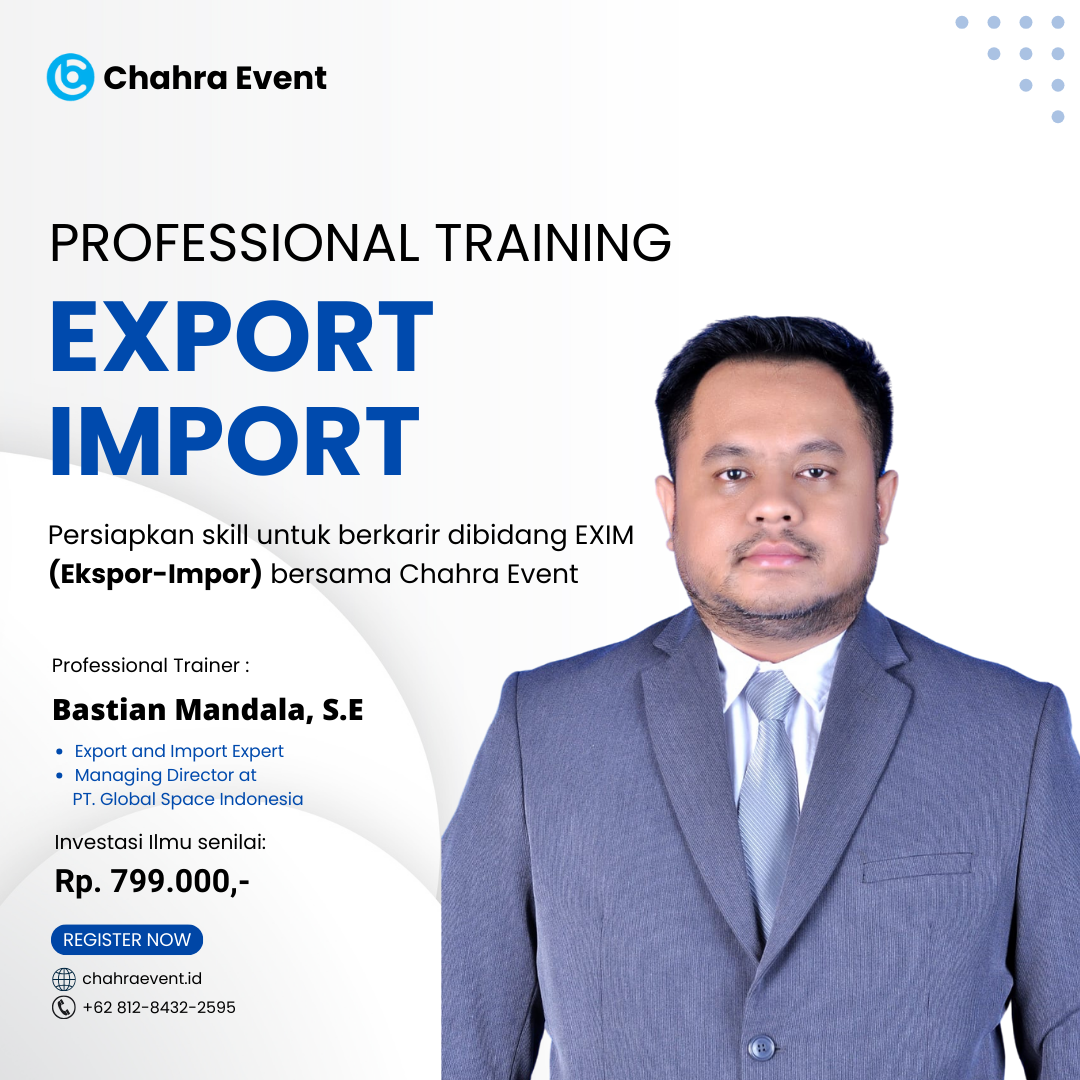 Chahra Event
PROFESSIONAL TRAINING
EXPORT
IMPORT
Persiapkan skill untuk berkarir dibidang EXIM
(Ekspor-Impor) bersama Chahra Event
Professional Trainer :
Bastian Mandala, S.E
• Export and Import Expert
• Managing Director at
PT. Global Space Indonesia
Investasi Ilmu senilai:
Rp. 799.000,-
REGISTER NOW
chahraevent.id
+62 812-8432-2595